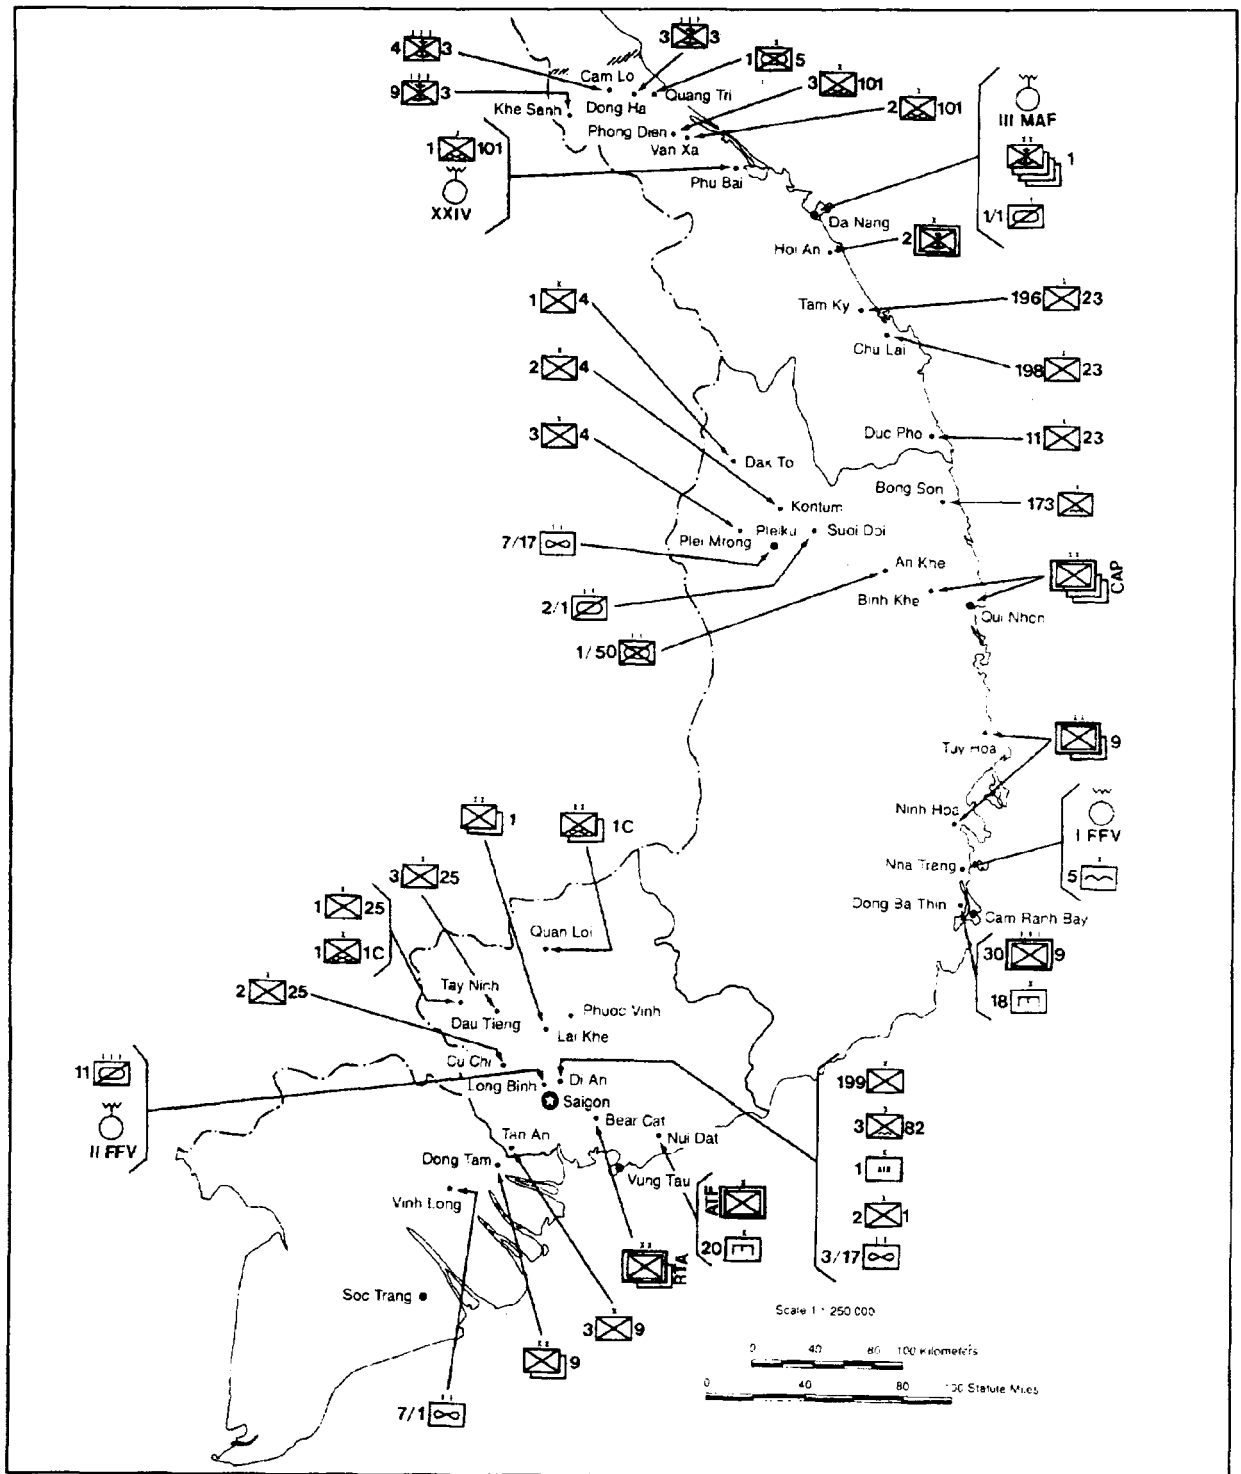 4 3
3 3
1 5
Cam Lo
9 3
3 101
Khe Sanh
Dong Ha
Quang Tri
2 101
III MAF
Phong Dien
Van Xa
1 101
1
Phu Bai
XXIV
1/1
Da Nang
2
Hoi An
1 4
Tam Ky
196 23
Chu Lai
2 4
198 23
3 4
Duc Pho
11 23
Dak To
Bong Son
173
Kontum
7/17
Plei Mrong
Pleiku
Suoi Doi
An Khe
CAP
Binh Khe
2/1
Qui Nhon
1/50
Tuy Hoa
9
Ninh Hoa
1
1C
I FFV
3 25
Nha Trang
5
1 25
Dong Ba Thin
Cam Ranh Bay
Quan Loi
1 1C
30 9
2 25
Tay Ninh
18
Dau Tieng
Phuoc Vinh
Lai Khe
Cu Chi
11
Long Binh
Di An
199
Saigon
Bear Cat
3 82
II FFV
Tan An
Nui Dat
Dong Tam
Vung Tau
1 AIR
Vinh Long
ATF
2 1
20
3/17
RTA
Soc Trang
Scale 1 : 250 000
3 9
0 40 80 100 Kilometers
9
0 40 80 Statute Miles
7/1